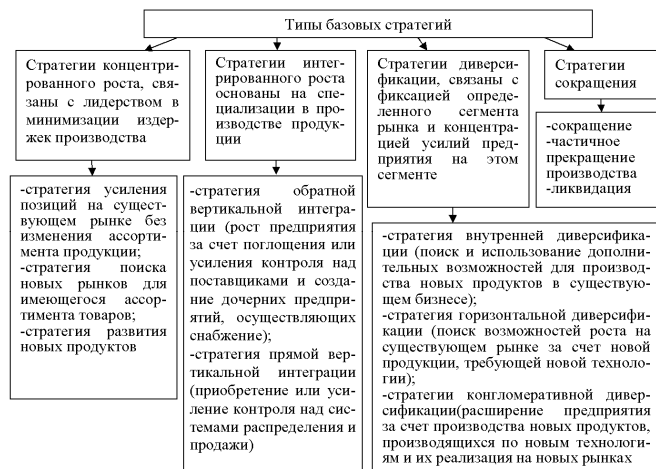 Типы базовых стратегий
Стратегии концентри-
рованного роста, свя-
заны с лидерством в
минимизации издер-
жек производства
Стратегии интег-
рированного роста
основаны на спе-
циализации в про-
изводстве продук-
ции
Стратегии диверси-
фикации, связаны с
фиксацией опреде-
ленного сегмента
рынка и концентра-
цией усилий пред-
приятия на этом
сегменте
Стратегии
сокращения
-стратегия усиления
позиций на сущест-
вующем рынке без
изменения ассорти-
мента продукции;
-стратегия поиска
новых рынков для
имеющегося ассор-
тимента товаров;
-стратегия развития
новых продуктов
-стратегия обратной
вертикальной интегра-
ции (рост предприятия
за счет поглощения или
усиления контроля над
поставщиками и созда-
ние дочерних предпри-
ятий, осуществляющих
снабжение);
-стратегия прямой вер-
тикальной интеграции
(приобретение или уси-
ление контроля над сис-
темами распределения и
продажи)
-стратегия внутренней диверсифи-
кации (поиск и использование дополни-
тельных возможностей для производ-
ства новых продуктов в существую-
щем бизнесе);
-стратегия горизонтальной диверсифи-
кации (поиск возможностей роста на
существующем рынке за счет новой
продукции, требующей новой техноло-
гии);
-стратегии конгломеративной дивер-
сификации(расширение предприятия
за счет производства новых продуктов,
производящихся по новым технологи-
ям и их реализация на новых рынках
-сокращение
-частичное
прекращение
производства
-ликвидация